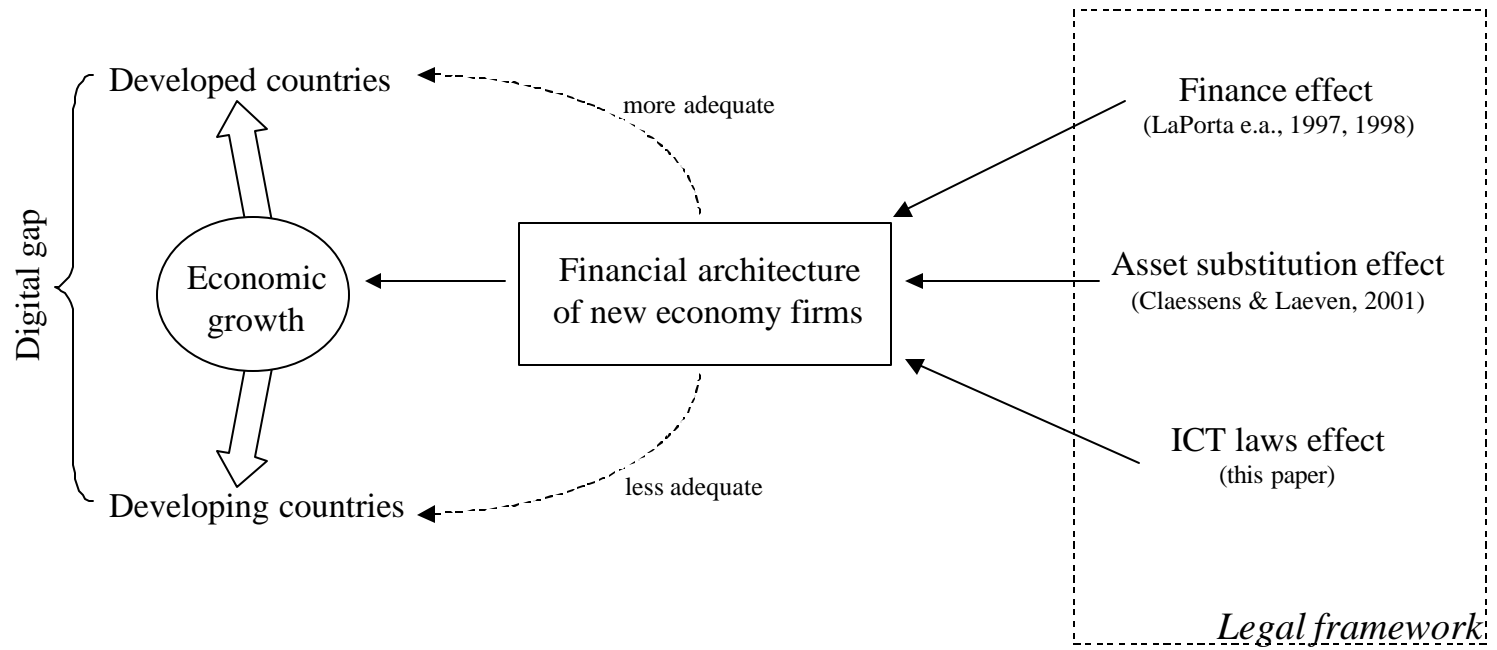 Digital gap
Developed countries
Economic
growth
Developing countries
more adequate
Financial architecture
of new economy firms
less adequate
Finance effect
(LaPorta e.a., 1997, 1998)
Asset substitution effect
(Claessens & Laeven, 2001)
ICT laws effect
(this paper)
Legal framework